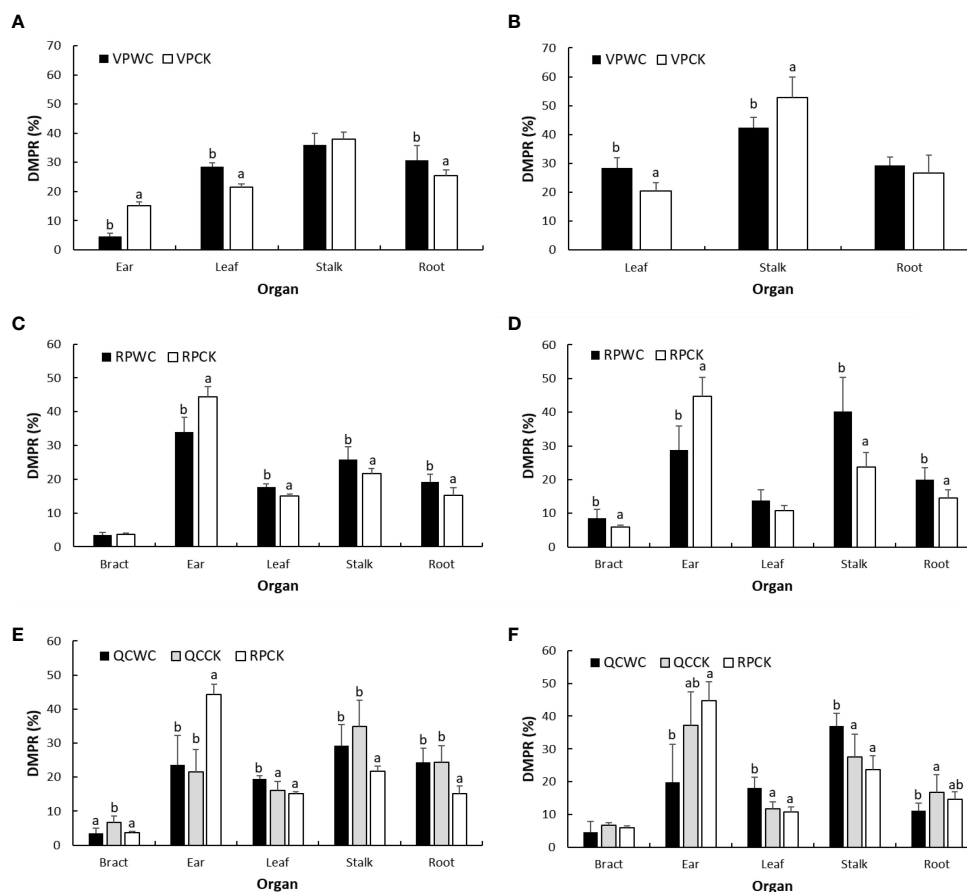 A
70
60
50
40
30
20
10
0
DMPR (%)
VPWC VPCK
b a b a b a
Ear Leaf Stalk Root
Organ
B
70
60
50
40
30
20
10
0
DMPR (%)
VPWC VPCK
b a b a
Leaf Stalk Root
Organ
C
60
50
40
30
20
10
0
DMPR (%)
RPWC RPCK
b a b a b a b a
Bract Ear Leaf Stalk Root
Organ
D
60
50
40
30
20
10
0
DMPR (%)
RPWC RPCK
b a b a b a b a
Bract Ear Leaf Stalk Root
Organ
E
60
50
40
30
20
10
0
DMPR (%)
QCWC QCCK RPCK
a b a b b a b a a b b a b b a
Bract Ear Leaf Stalk Root
Organ
F
60
50
40
30
20
10
0
DMPR (%)
QCWC QCCK RPCK
b ab a b a a b a a b a ab
Bract Ear Leaf Stalk Root
Organ